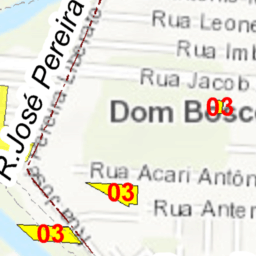 Rua Leone
Rua Imb
R.José Pereira
Rua Jacob
Dom Bosco
03
Rua Acari Antôn
03
Rua Anter
03